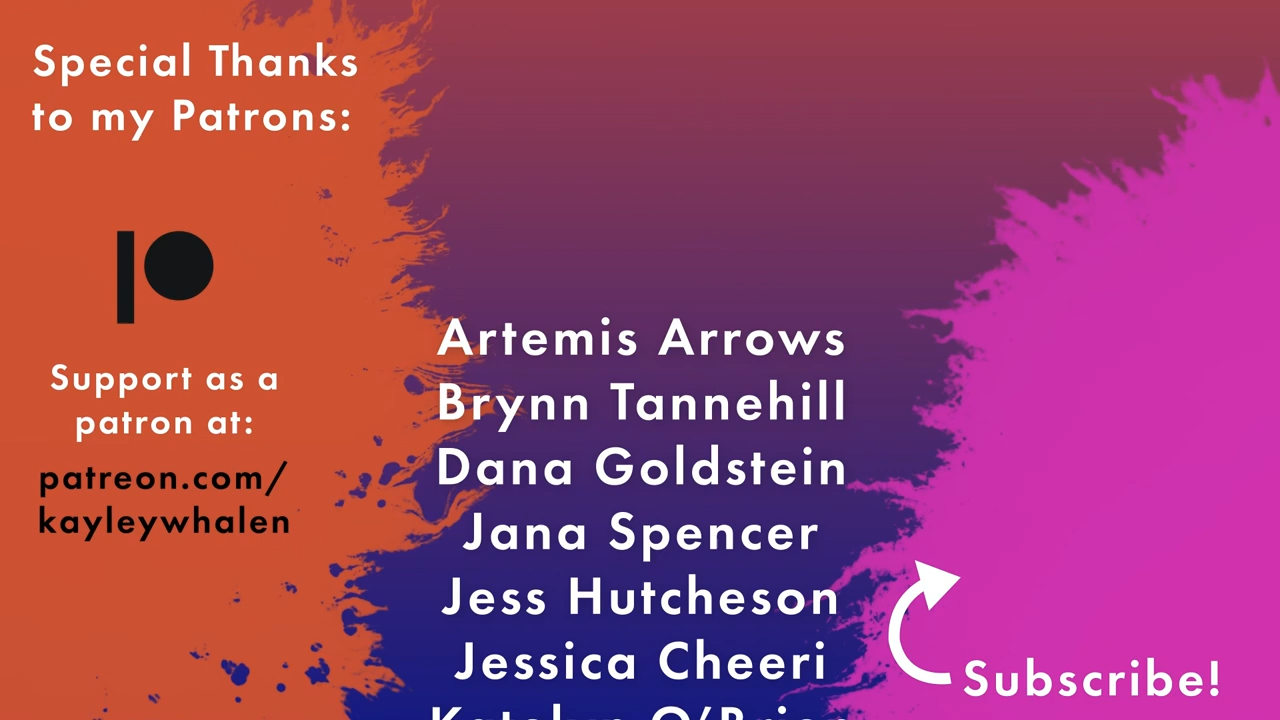 Special Thanks
to my Patrons:
Support as a
patron at:
patreon.com/
kayleywhalen
Artemis Arrows
Brynn Tannehill
Dana Goldstein
Jana Spencer
Jess Hutcheson
Jessica Cheeri
Subscribe!